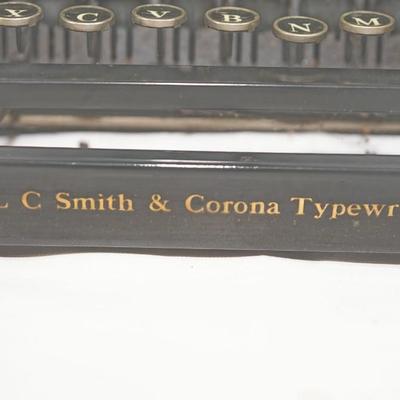 X C V B N M
L C Smith & Corona Typewr